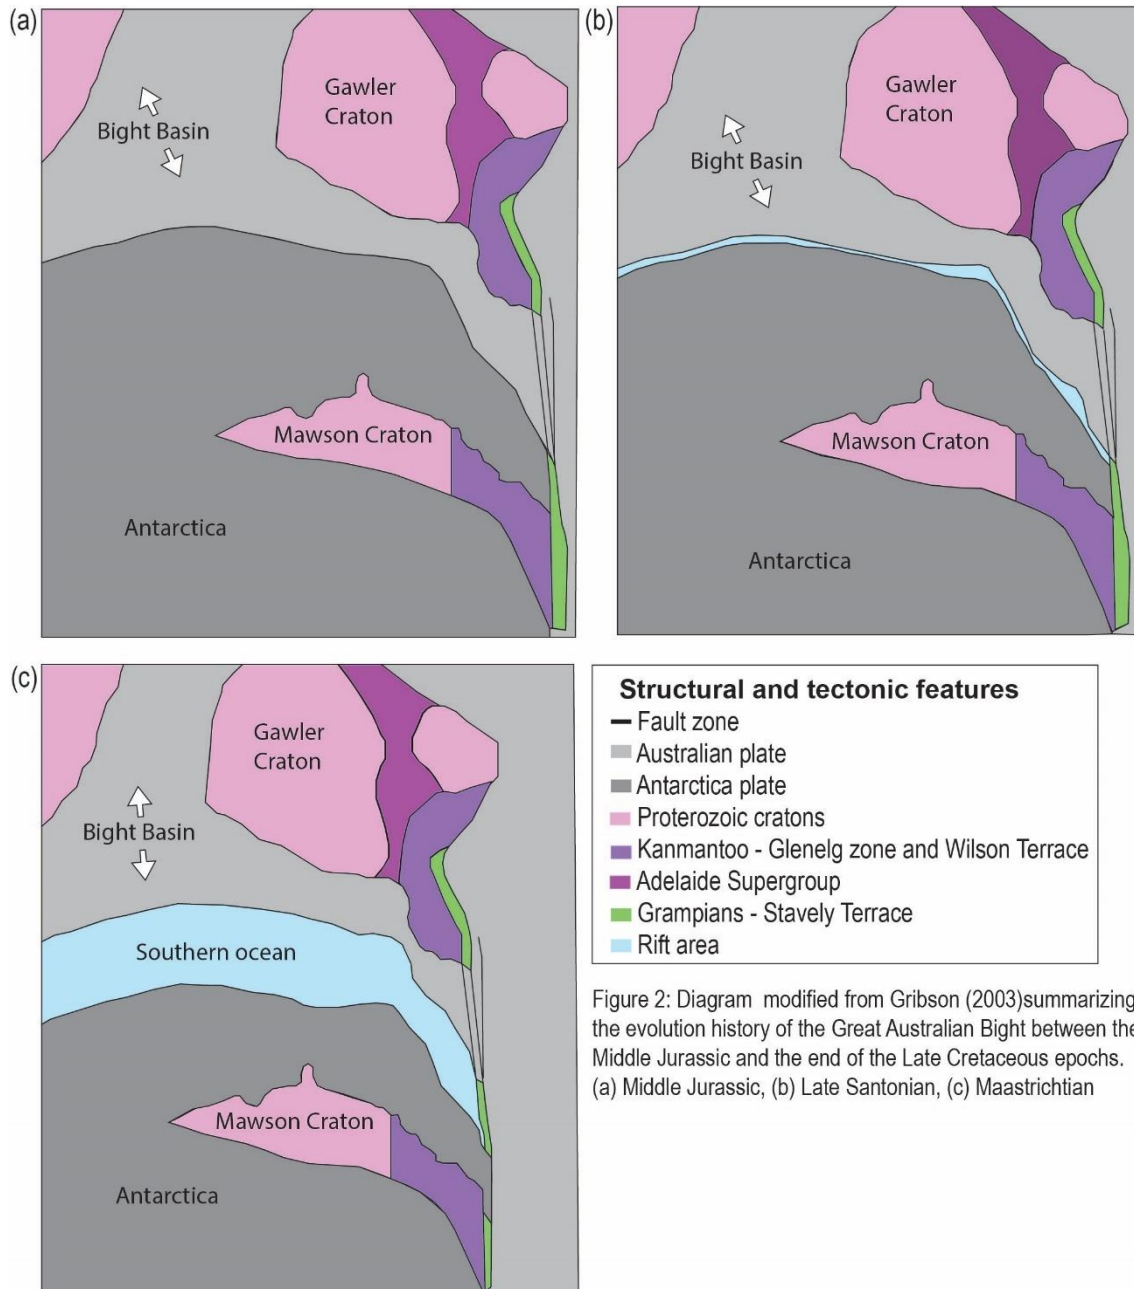 (a)
Gawler
Craton
Bight Basin
Mawson Craton
Antarctica
(b)
Gawler
Craton
Bight Basin
Mawson Craton
Antarctica
(c)
Gawler
Craton
Bight Basin
Southern ocean
Mawson Craton
Antarctica
Structural and tectonic features
Fault zone
Australian plate
Antarctica plate
Proterozoic cratons
Kanmantoo - Glenelg zone and Wilson Terrace
Adelaide Supergroup
Grampians - Stavely Terrace
Rift area
Figure 2: Diagram modified from Gribson (2003)summarizing
the evolution history of the Great Australian Bight between the
Middle Jurassic and the end of the Late Cretaceous epochs.
(a) Middle Jurassic, (b) Late Santonian, (c) Maastrichtian